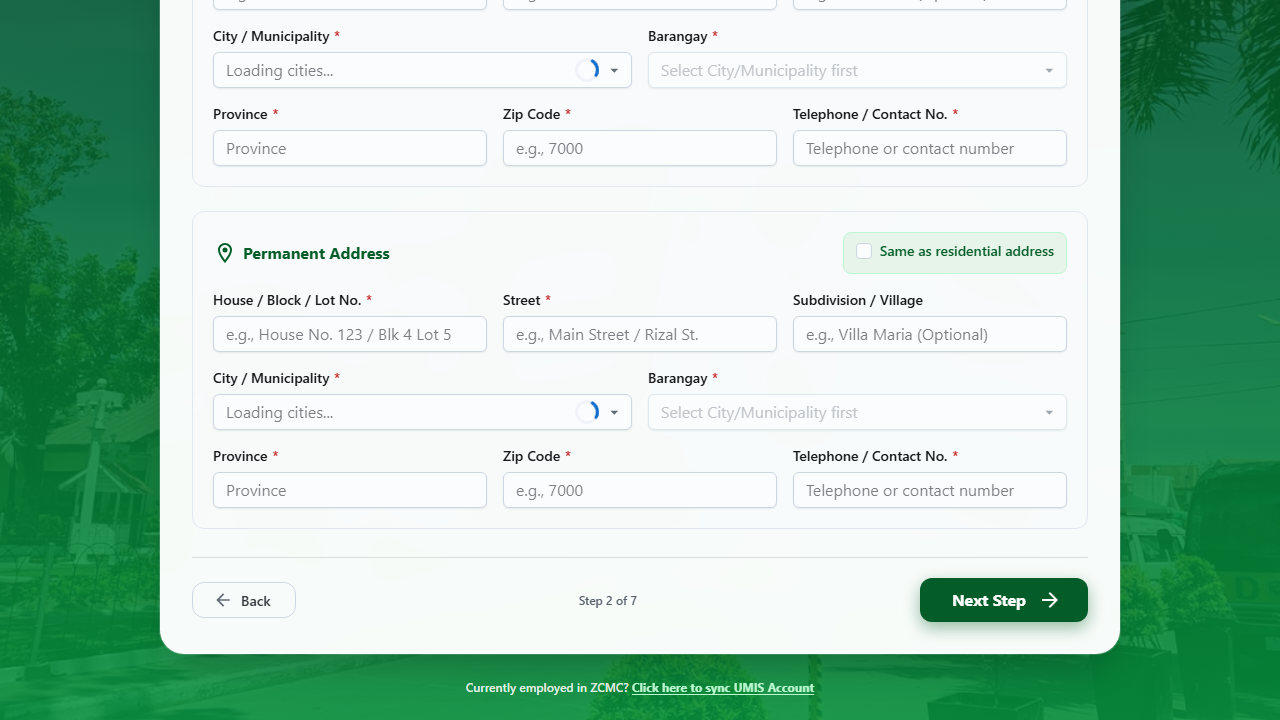 City / Municipality *
Barangay *
Loading cities...
Select City/Municipality first
Province *
Zip Code *
Telephone / Contact No. *
Province
e.g., 7000
Telephone or contact number
Permanent Address
Same as residential address
House / Block / Lot No. *
Street *
Subdivision / Village
e.g., House No. 123 / Blk 4 Lot 5
e.g., Main Street / Rizal St.
e.g., Villa Maria (Optional)
City / Municipality *
Barangay *
Loading cities...
Select City/Municipality first
Province *
Zip Code *
Telephone / Contact No. *
Province
e.g., 7000
Telephone or contact number
Back
Step 2 of 7
Next Step
Currently employed in ZCMC? Click here to sync UMIS Account